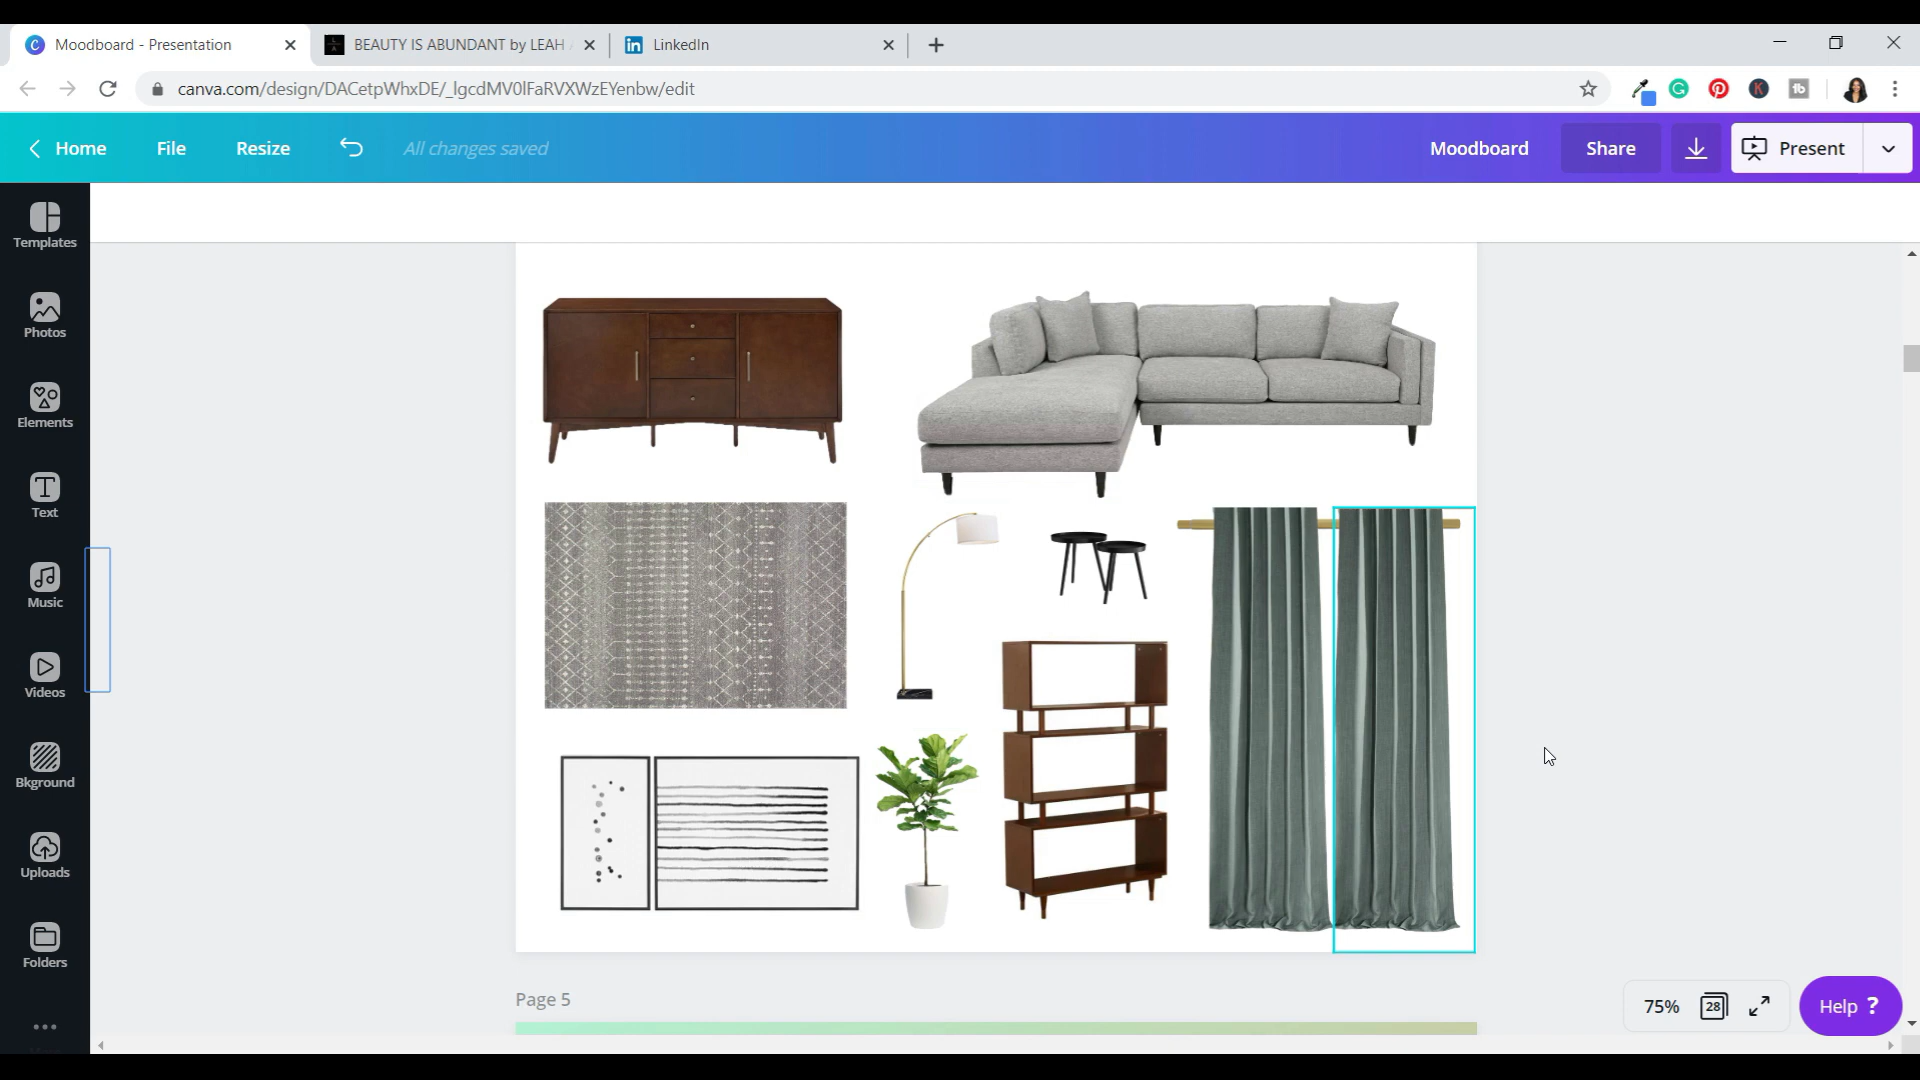 Moodboard - Presentation
BEAUTY IS ABUNDANT by LEAH
LinkedIn
canva.com/design/DACetpWhxDE/_lgcdMV0lFaRVXWzEYenbw/edit
Home
File
Resize
All changes saved
Moodboard
Share
Present
Templates
Photos
Elements
Text
Music
Videos
Bkground
Uploads
Folders
Page 5
75%
28
Help ?